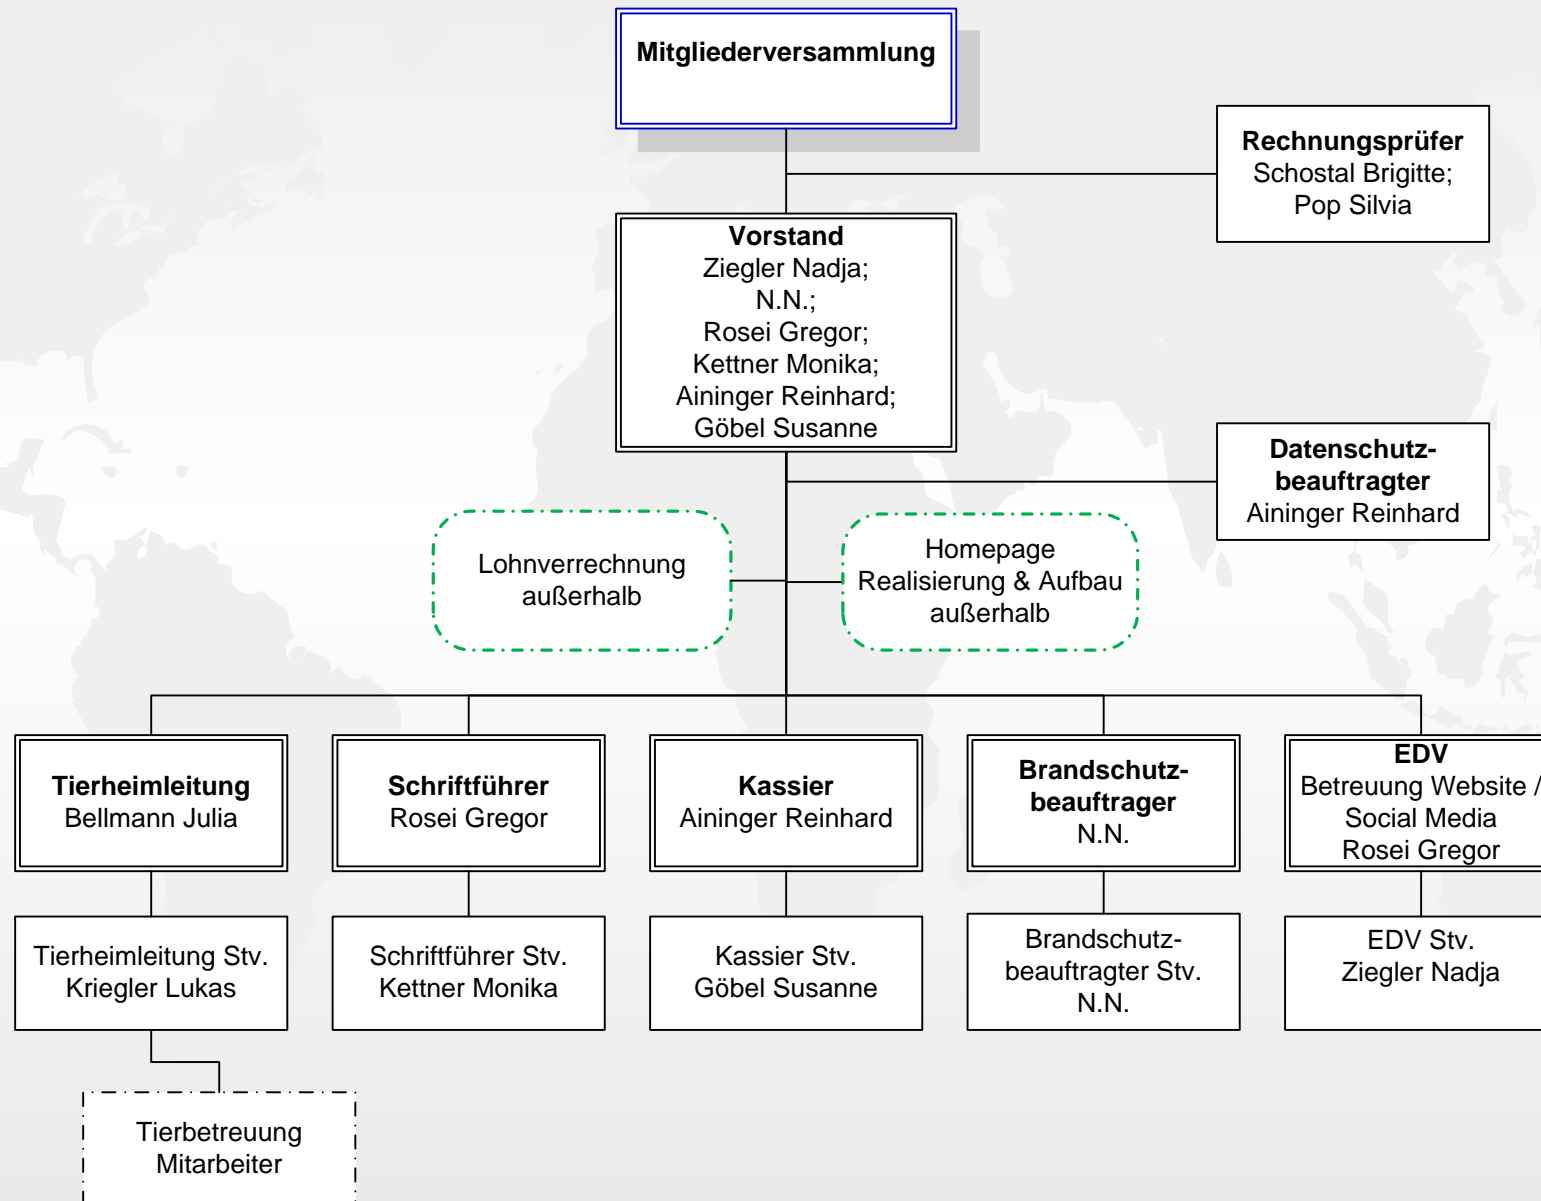 Mitgliederversammlung
Rechnungsprüfer
Schostal Brigitte;
Pop Silvia
Vorstand
Ziegler Nadja;
N.N.;
Rosei Gregor;
Kettner Monika;
Aininger Reinhard;
Göbel Susanne
Datenschutz-
beauftragter
Aininger Reinhard
Lohnverrechnung
außerhalb
Homepage
Realisierung & Aufbau
außerhalb
Tierheimleitung
Bellmann Julia
Schriftführer
Rosei Gregor
Kassier
Aininger Reinhard
Brandschutz-
beauftrager
N.N.
EDV
Betreuung Website /
Social Media
Rosei Gregor
Tierheimleitung Stv.
Kriegler Lukas
Schriftführer Stv.
Kettner Monika
Kassier Stv.
Göbel Susanne
Brandschutz-
beauftragter Stv.
N.N.
EDV Stv.
Ziegler Nadja
Tierbetreuung
Mitarbeiter